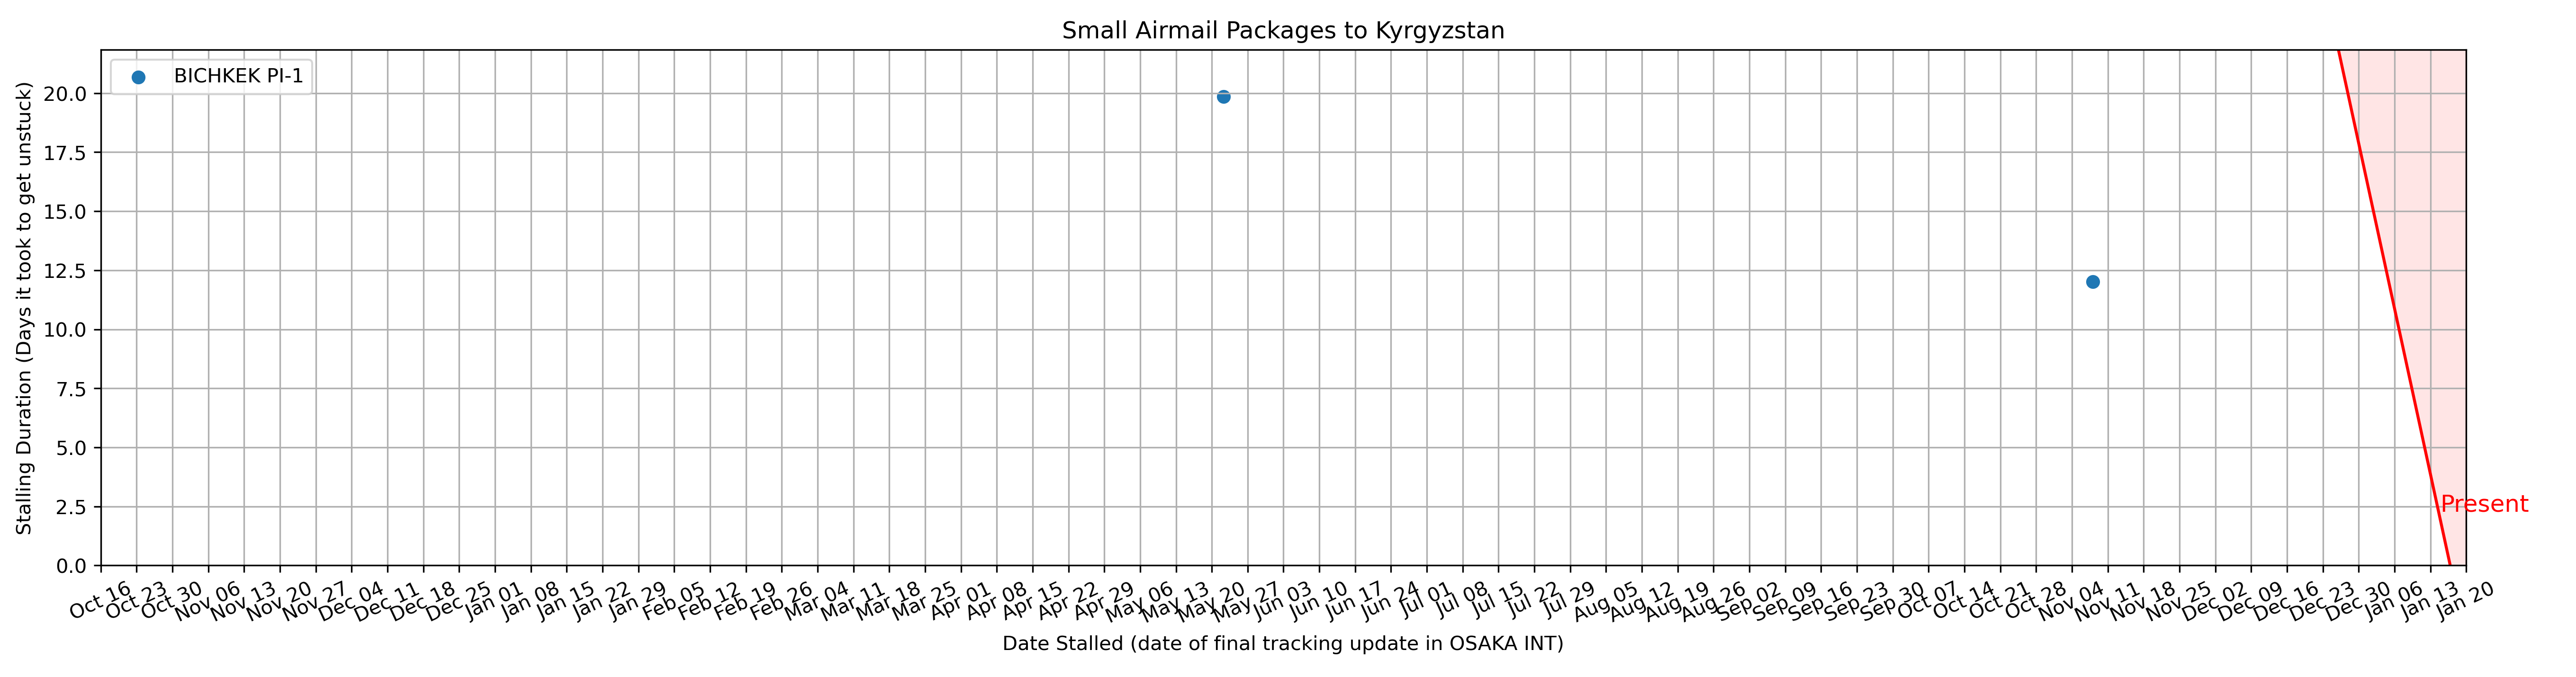 Small Airmail Packages to Kyrgyzstan
BICHKEK PI-1
Stalling Duration (Days it took to get unstuck)
20.0
17.5
15.0
12.5
10.0
7.5
5.0
2.5
0.0
Present
Oct 16
Oct 23
Oct 30
Nov 06
Nov 13
Nov 20
Nov 27
Dec 04
Dec 11
Dec 18
Dec 25
Jan 01
Jan 08
Jan 15
Jan 22
Jan 29
Feb 05
Feb 12
Feb 19
Feb 26
Mar 04
Mar 11
Mar 18
Mar 25
Apr 01
Apr 08
Apr 15
Apr 22
Apr 29
May 06
May 13
May 20
May 27
Jun 03
Jun 10
Jun 17
Jun 24
Jul 01
Jul 08
Jul 15
Jul 22
Jul 29
Aug 05
Aug 12
Aug 19
Aug 26
Sep 02
Sep 09
Sep 16
Sep 23
Sep 30
Oct 07
Oct 14
Oct 21
Oct 28
Nov 04
Nov 11
Nov 18
Nov 25
Dec 02
Dec 09
Dec 16
Dec 23
Dec 30
Jan 06
Jan 13
Jan 20
Date Stalled (date of final tracking update in OSAKA INT)